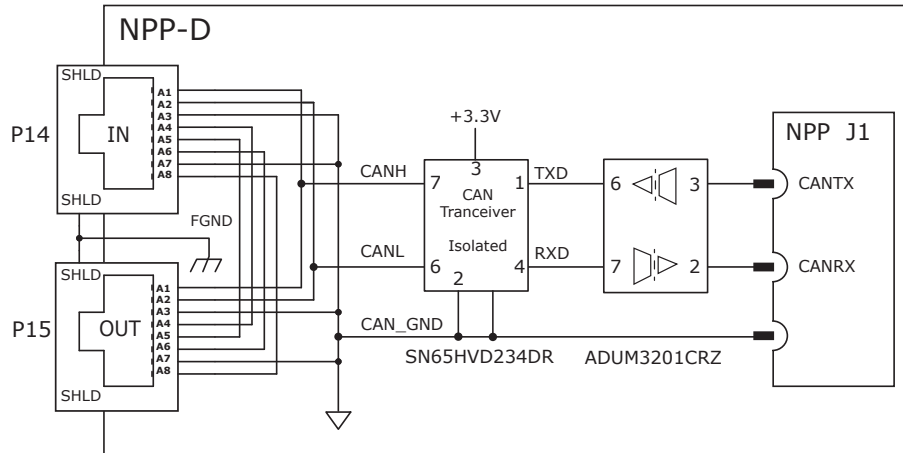 NPP-D
SHLD
A1
A2
A3
A4
A5
A6
A7
A8
P14
IN
SHLD
FGND
+3.3V
CANH
7
3
1
TXD
CAN
Tranceiver
Isolated
CANL
6
2
4
RXD
6
3
7
2
NPP J1
CANTX
CANRX
SHLD
A1
A2
A3
A4
A5
A6
A7
A8
P15
OUT
SHLD
CAN_GND
SN65HVD234DR
ADUM3201CRZ